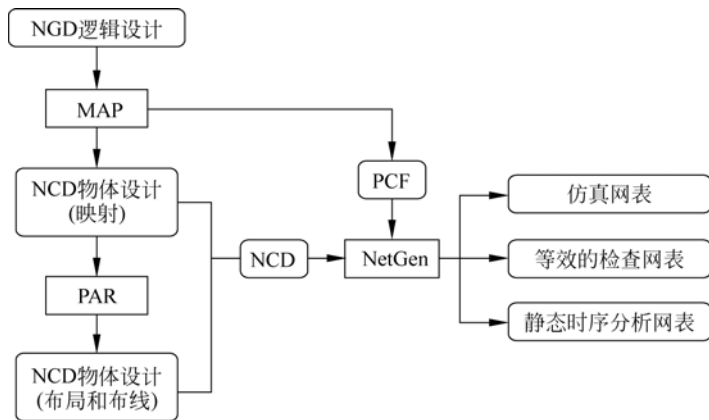 NGD逻辑设计
MAP
NCD物体设计
(映射)
PAR
NCD物体设计
(布局和布线)
NCD
PCF
NetGen
仿真网表
等效的检查网表
静态时序分析网表